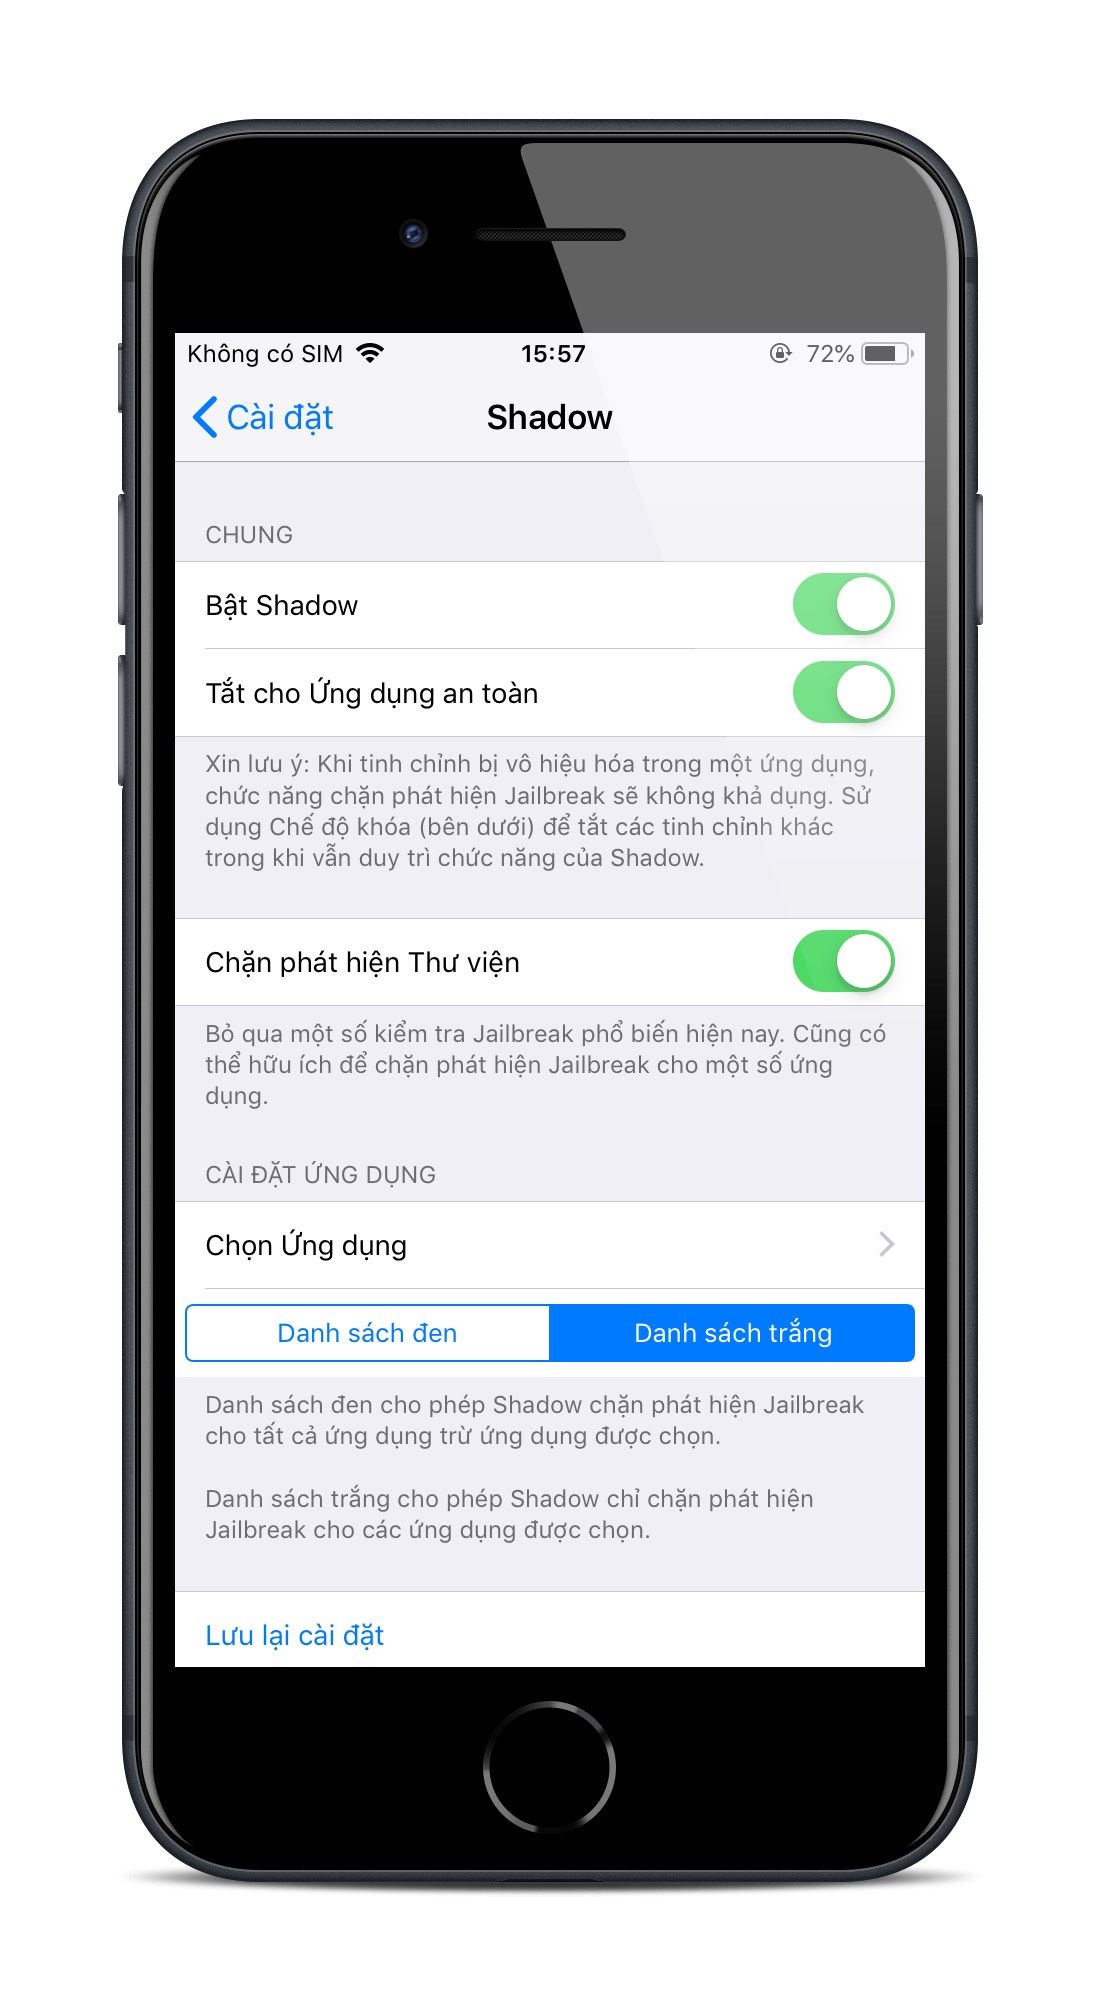 Không có SIM 15:57 72%
Cài đặt Shadow
CHUNG
Bật Shadow
Tắt cho Ứng dụng an toàn
Xin lưu ý: Khi tinh chỉnh bị vô hiệu hóa trong một ứng dụng,
chức năng chặn phát hiện Jailbreak sẽ không khả dụng. Sử
dụng Chế độ khóa (bên dưới) để tắt các tinh chỉnh khác
trong khi vẫn duy trì chức năng của Shadow.
Chặn phát hiện Thư viện
Bỏ qua một số kiểm tra Jailbreak phổ biến hiện nay. Cũng có
thể hữu ích để chặn phát hiện Jailbreak cho một số ứng
dụng.
CÀI ĐẶT ỨNG DỤNG
Chọn Ứng dụng
Danh sách đen Danh sách trắng
Danh sách đen cho phép Shadow chặn phát hiện Jailbreak
cho tất cả ứng dụng trừ ứng dụng được chọn.
Danh sách trắng cho phép Shadow chỉ chặn phát hiện
Jailbreak cho các ứng dụng được chọn.
Lưu lại cài đặt